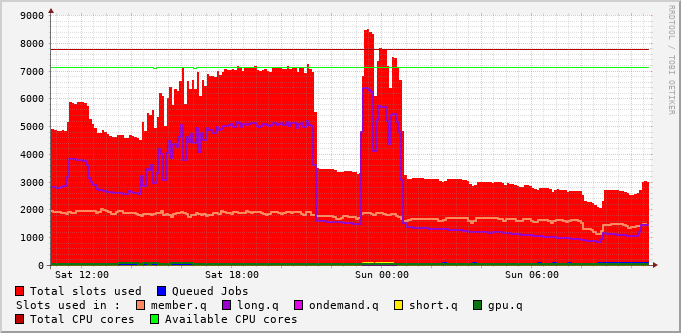 9000
8000
7000
6000
5000
4000
3000
2000
1000
0
Sat 12:00 Sat 18:00 Sun 00:00 Sun 06:00
RRDTOOL / TOBI OETIKER
Total slots used Queued Jobs
Slots used in : member.q long.q ondemand.q short.q gpu.q
Total CPU cores Available CPU cores